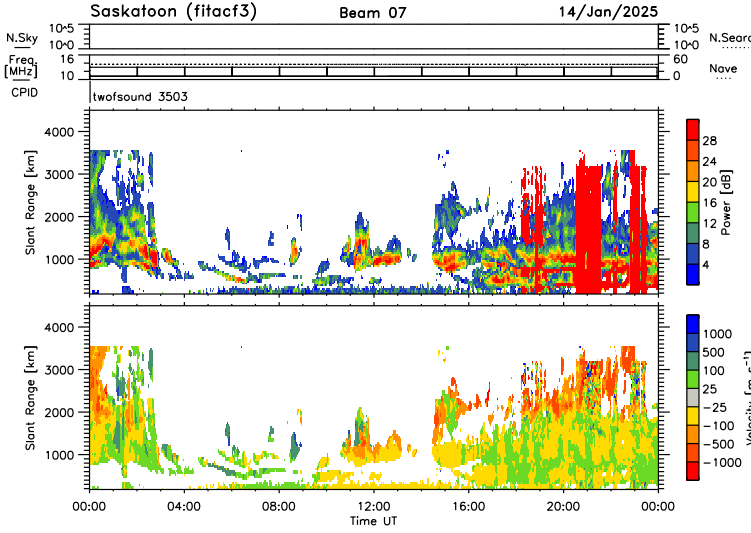 Saskatoon (fitacf3) Beam 07 14/Jan/2025
N.Sky 10^5 10^0 10^5 10^0 N.Sear
Freq. [MHz] 16 10 60 0 Nave
CPID twofsound 3503
Slant Range [km] 4000 3000 2000 1000
Power [dB] 28 24 20 16 12 8 4
Slant Range [km] 4000 3000 2000 1000
Velocity [m s⁻¹] 1000 500 100 25 -25 -100 -500 -1000
00:00 04:00 08:00 12:00 16:00 20:00 00:00
Time UT